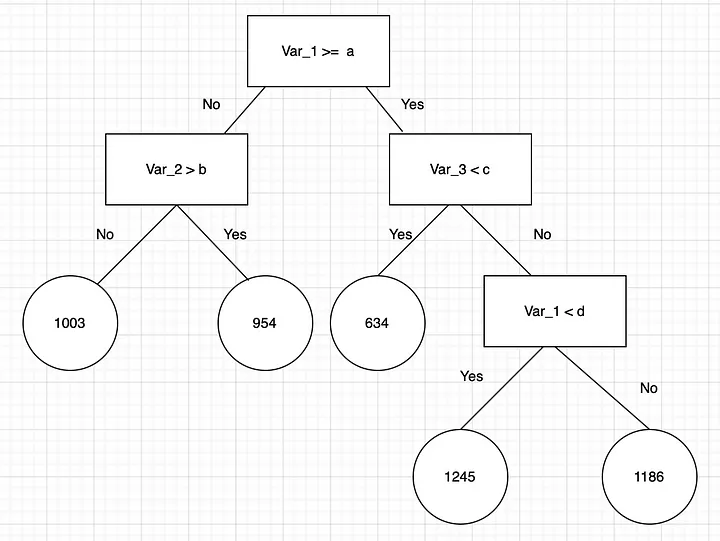 Var_1 >= a
No
Yes
Var_2 > b
Var_3 < c
No
Yes
Yes
No
1003
954
634
Var_1 < d
Yes
No
1245
1186